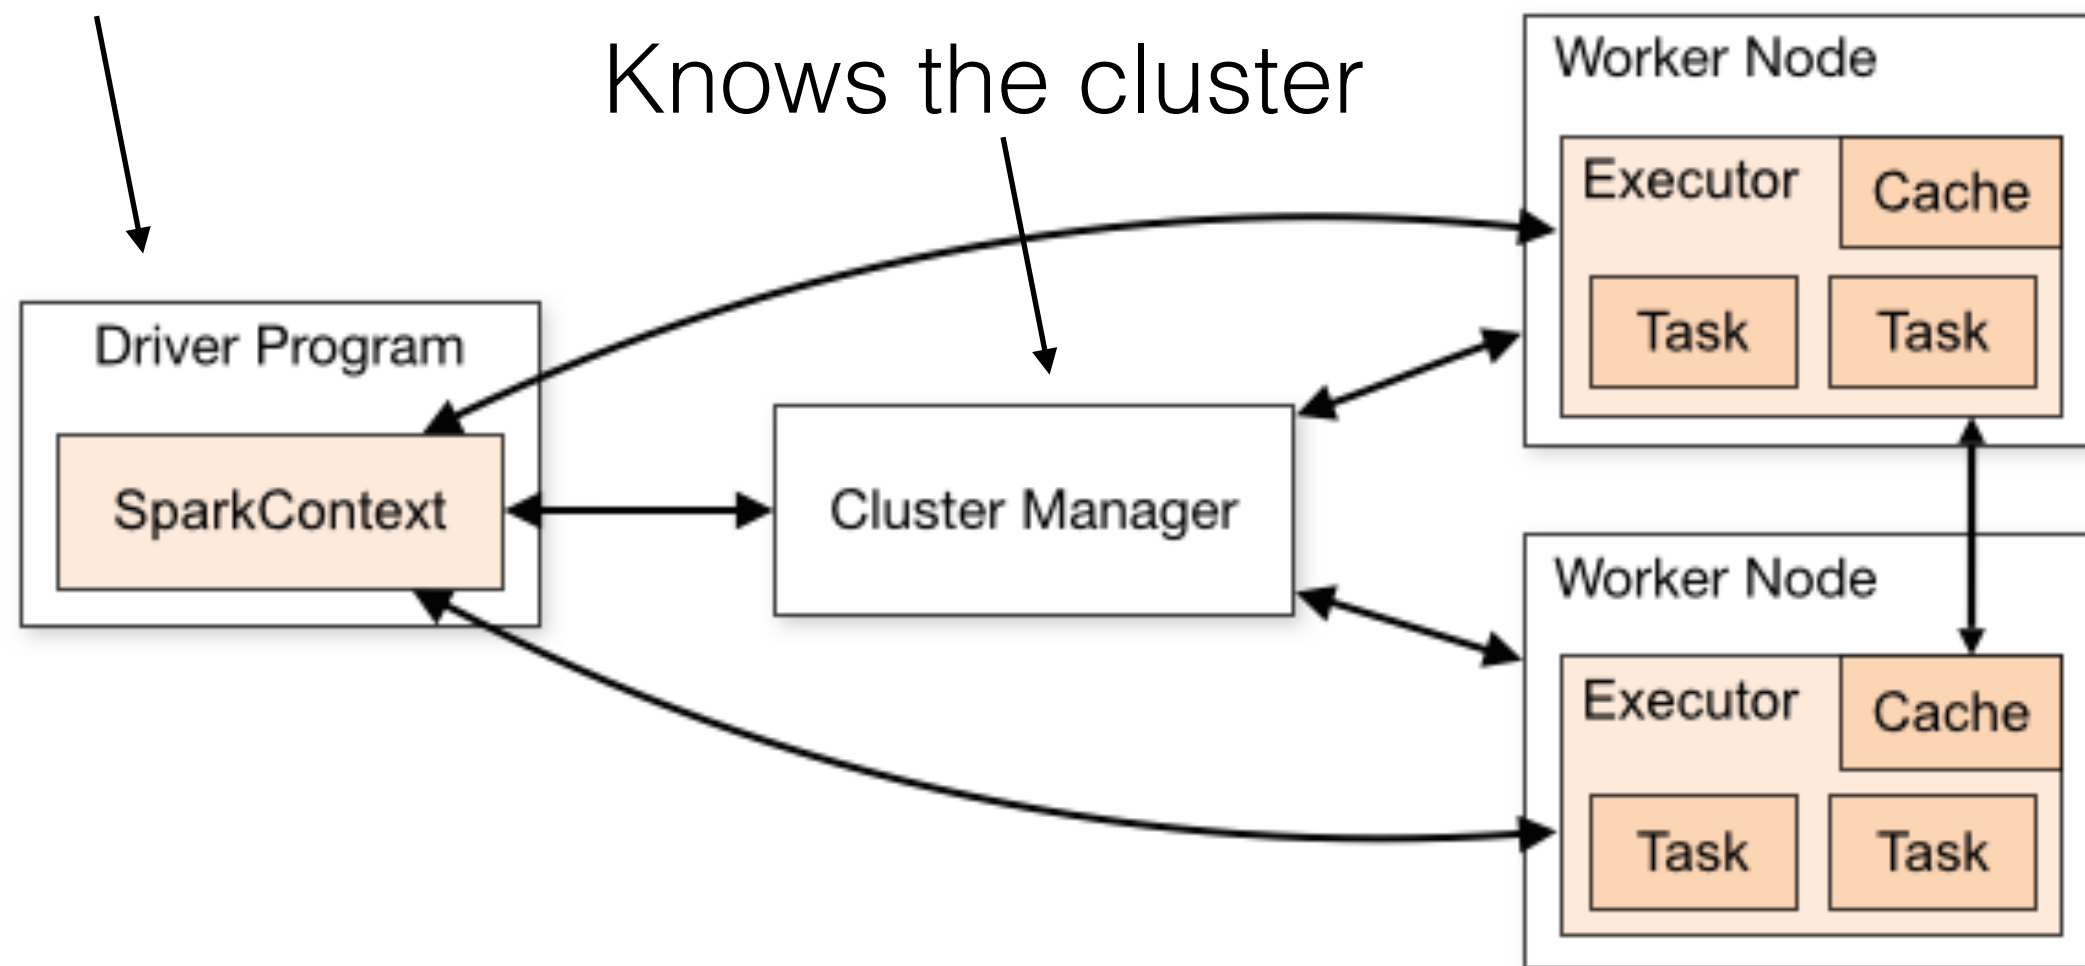 Knows the cluster
Driver Program
SparkContext
Cluster Manager
Worker Node
Executor
Cache
Task
Task
Worker Node
Executor
Cache
Task
Task